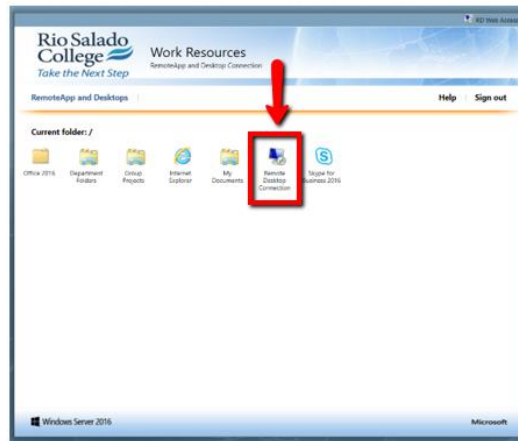 RD Web Access
Rio Salado
College
Take the Next Step
Work Resources
RemoteApp and Desktop Connection
RemoteApp and Desktops
Help
Sign out
Current folder: /
Office 2016
Department
Folders
Group
Projects
Internet
Explorer
My
Documents
Remote
Desktop
Connection
Skype for
Business 2016
Windows Server 2016
Microsoft